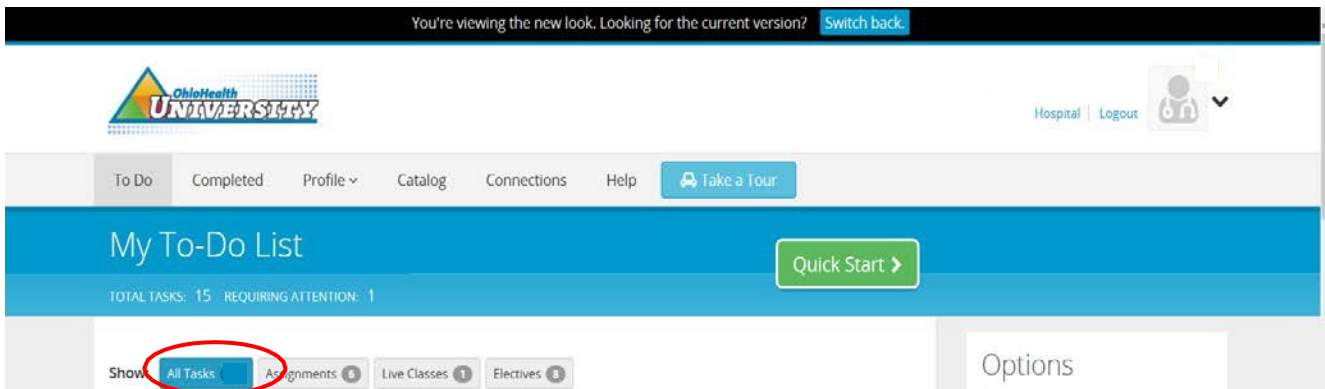 You're viewing the new look. Looking for the current version? Switch back.
OhioHealth
UNIVERSITY
Hospital | Logout
To Do Completed Profile Catalog Connections Help Take a Tour
My To-Do List
Quick Start
TOTAL TASKS: 15 REQUIRING ATTENTION: 1
Show: All Tasks Assignments 6 Live Classes 1 Electives 8
Options